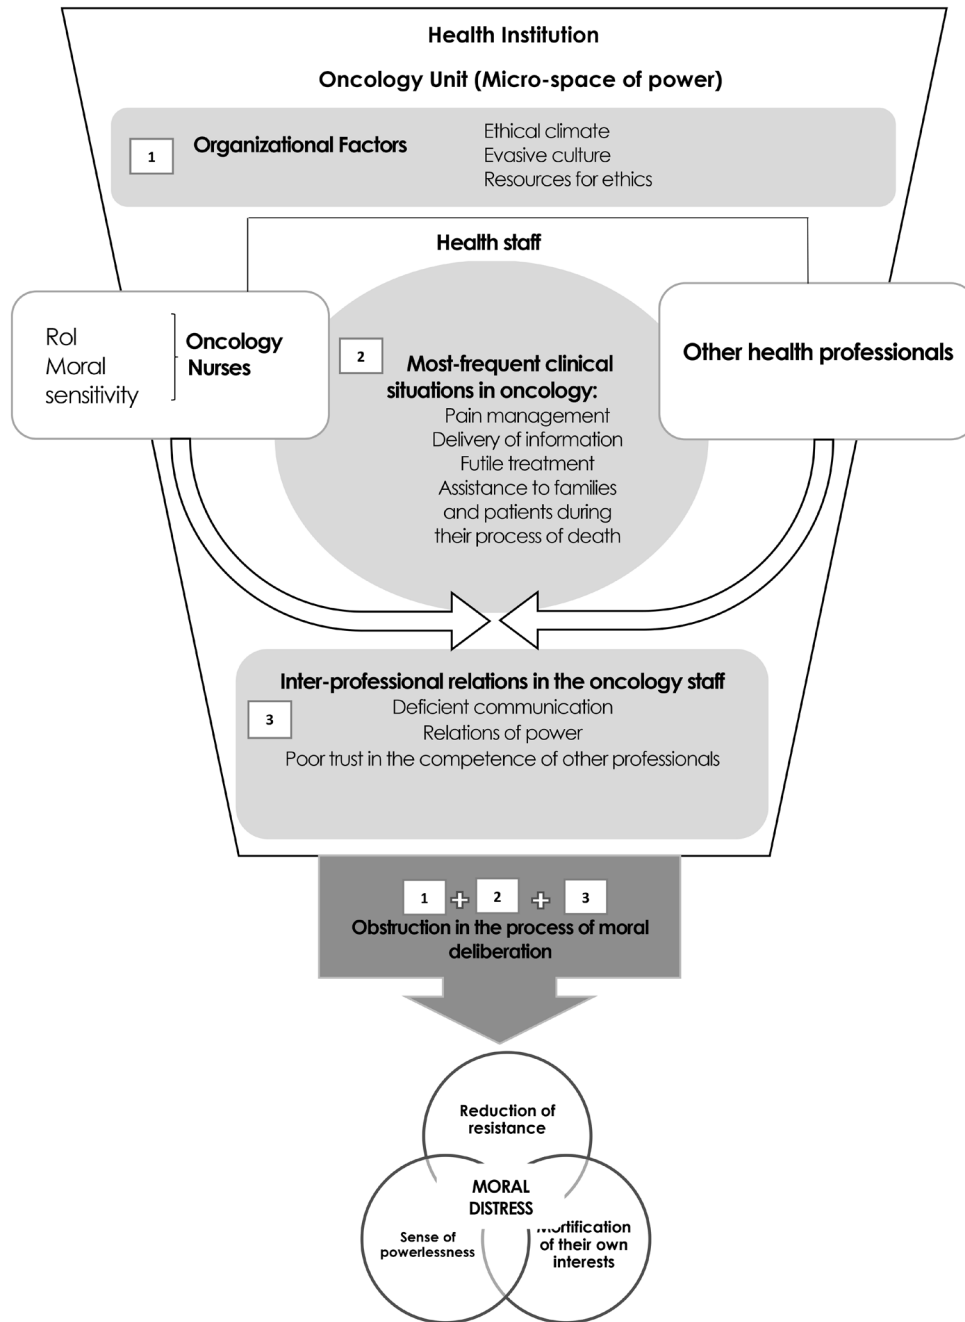 Health Institution
Oncology Unit (Micro-space of power)
1
Organizational Factors
Ethical climate
Evasive culture
Resources for ethics
Health staff
Rol
Moral
sensitivity
Oncology
Nurses
2
Most-frequent clinical
situations in oncology:
Pain management
Delivery of information
Futile treatment
Assistance to families
and patients during
their process of death
Other health professionals
Inter-professional relations in the oncology staff
3
Deficient communication
Relations of power
Poor trust in the competence of other professionals
1 + 2 + 3
Obstruction in the process of moral
deliberation
Reduction of
resistance
MORAL
DISTRESS
Sense of
powerlessness
Mortification
of their own
interests